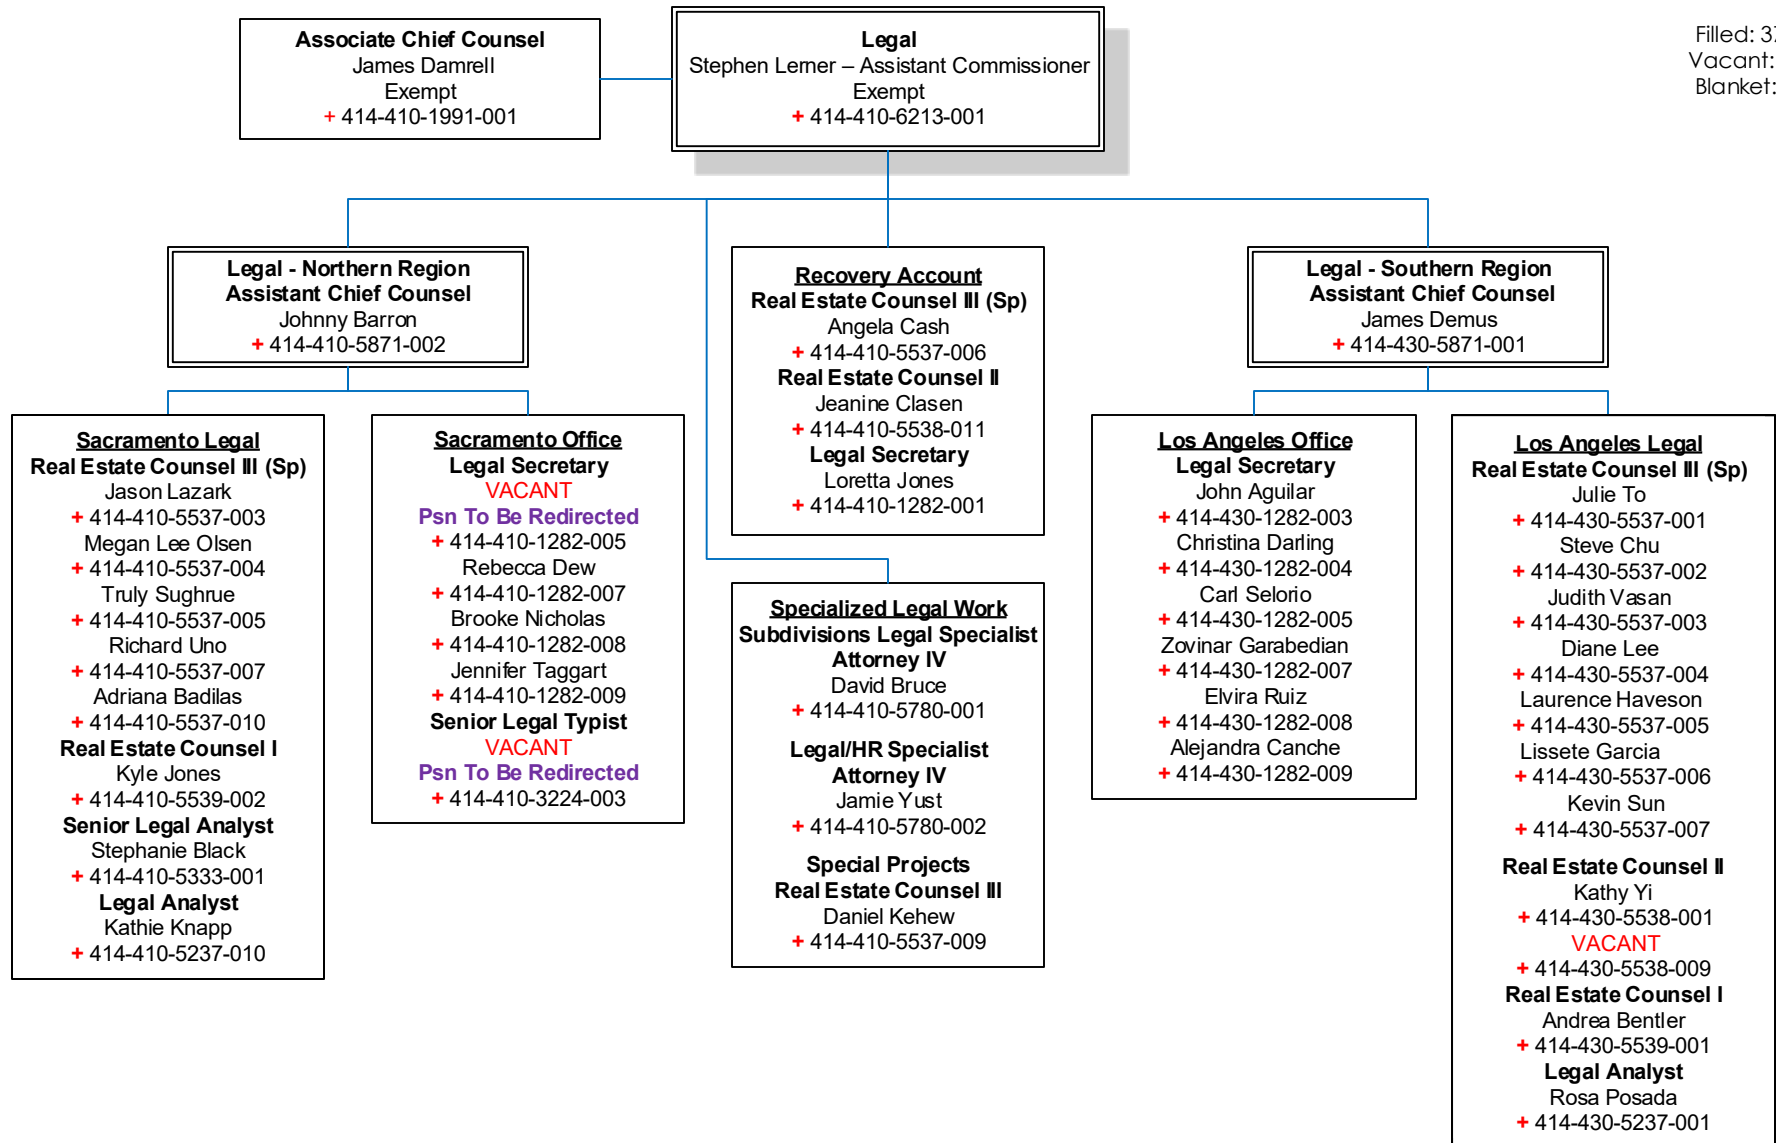 Associate Chief Counsel
James Damrell
Exempt
+ 414-410-1991-001
Legal
Stephen Lerner – Assistant Commissioner
Exempt
+ 414-410-6213-001
Filled: 37
Vacant:
Blanket:
Legal - Northern Region
Assistant Chief Counsel
Johnny Barron
+ 414-410-5871-002
Recovery Account
Real Estate Counsel III (Sp)
Angela Cash
+ 414-410-5537-006
Real Estate Counsel II
Jeanine Clasen
+ 414-410-5538-011
Legal Secretary
Loretta Jones
+ 414-410-1282-001
Legal - Southern Region
Assistant Chief Counsel
James Demus
+ 414-430-5871-001
Sacramento Legal
Real Estate Counsel III (Sp)
Jason Lazark
+ 414-410-5537-003
Megan Lee Olsen
+ 414-410-5537-004
Truly Sughrue
+ 414-410-5537-005
Richard Uno
+ 414-410-5537-007
Adriana Badilas
+ 414-410-5537-010
Real Estate Counsel I
Kyle Jones
+ 414-410-5539-002
Senior Legal Analyst
Stephanie Black
+ 414-410-5333-001
Legal Analyst
Kathie Knapp
+ 414-410-5237-010
Sacramento Office
Legal Secretary
VACANT
Psn To Be Redirected
+ 414-410-1282-005
Rebecca Dew
+ 414-410-1282-007
Brooke Nicholas
+ 414-410-1282-008
Jennifer Taggart
+ 414-410-1282-009
Senior Legal Typist
VACANT
Psn To Be Redirected
+ 414-410-3224-003
Specialized Legal Work
Subdivisions Legal Specialist
Attorney IV
David Bruce
+ 414-410-5780-001
Legal/HR Specialist
Attorney IV
Jamie Yust
+ 414-410-5780-002
Special Projects
Real Estate Counsel III
Daniel Kehew
+ 414-410-5537-009
Los Angeles Office
Legal Secretary
John Aguilar
+ 414-430-1282-003
Christina Darling
+ 414-430-1282-004
Carl Selorio
+ 414-430-1282-005
Zovinar Garabedian
+ 414-430-1282-007
Elvira Ruiz
+ 414-430-1282-008
Alejandra Canche
+ 414-430-1282-009
Los Angeles Legal
Real Estate Counsel III (Sp)
Julie To
+ 414-430-5537-001
Steve Chu
+ 414-430-5537-002
Judith Vasan
+ 414-430-5537-003
Diane Lee
+ 414-430-5537-004
Laurence Haveson
+ 414-430-5537-005
Lissete Garcia
+ 414-430-5537-006
Kevin Sun
+ 414-430-5537-007
Real Estate Counsel II
Kathy Yi
+ 414-430-5538-001
VACANT
+ 414-430-5538-009
Real Estate Counsel I
Andrea Bentler
+ 414-430-5539-001
Legal Analyst
Rosa Posada
+ 414-430-5237-001